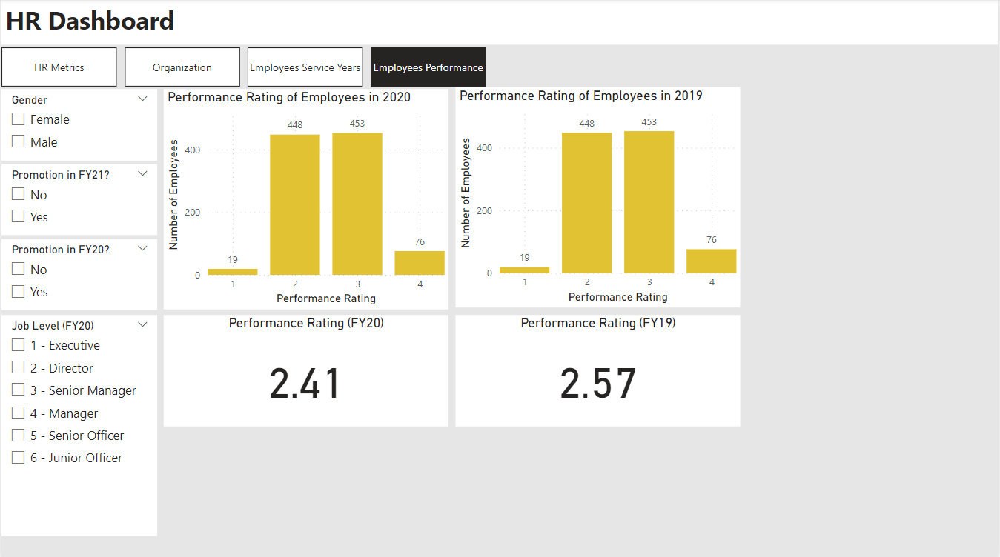 HR Dashboard
HR Metrics
Organization
Employees Service Years
Employees Performance
Gender
Female
Male
Promotion in FY21?
No
Yes
Promotion in FY20?
No
Yes
Job Level (FY20)
1 - Executive
2 - Director
3 - Senior Manager
4 - Manager
5 - Senior Officer
6 - Junior Officer
Performance Rating of Employees in 2020
Number of Employees
400
200
0
19
448
453
76
1
2
3
4
Performance Rating
Performance Rating of Employees in 2019
Number of Employees
400
200
0
19
448
453
76
1
2
3
4
Performance Rating
Performance Rating (FY20)
2.41
Performance Rating (FY19)
2.57